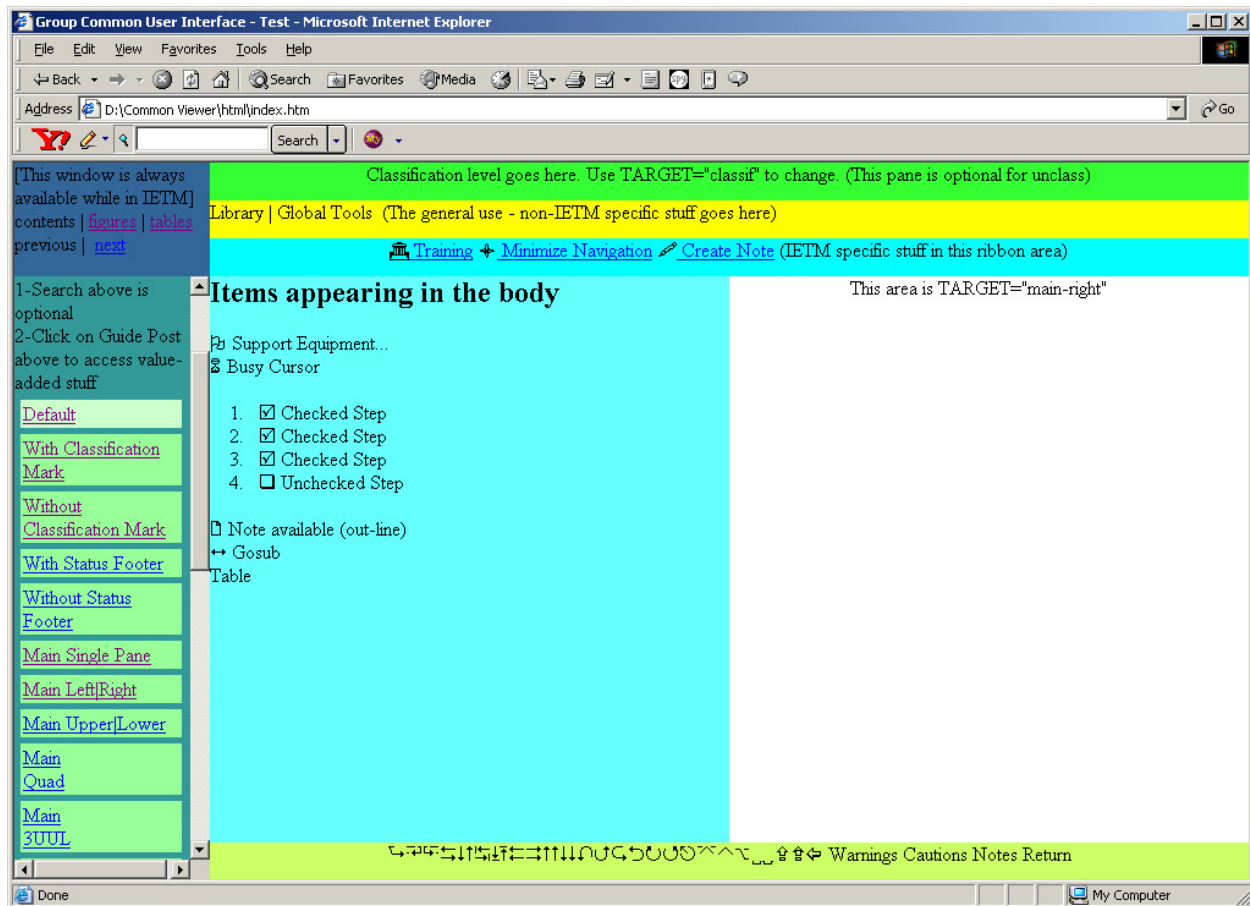 Group Common User Interface - Test - Microsoft Internet Explorer
File Edit View Favorites Tools Help
Back Search Favorites Media
Address D:\Common Viewer\html\index.htm Go
Y! Search
[This window is always
available while in IETM]
contents | figures | tables
previous | next
Classification level goes here. Use TARGET="classif" to change. (This pane is optional for unclass)
Library | Global Tools (The general use - non-IETM specific stuff goes here)
Training Minimize Navigation Create Note (IETM specific stuff in this ribbon area)
1-Search above is
optional
2-Click on Guide Post
above to access value-
added stuff
Default
With Classification
Mark
Without
Classification Mark
With Status Footer
Without Status
Footer
Main Single Pane
Main Left|Right
Main Upper|Lower
Main
Quad
Main
3UUL
Items appearing in the body
Support Equipment...
Busy Cursor
1. ☑ Checked Step
2. ☑ Checked Step
3. ☑ Checked Step
4. ❑ Unchecked Step
Note available (out-line)
↔ Gosub
Table
This area is TARGET="main-right"
Warnings Cautions Notes Return
Done My Computer